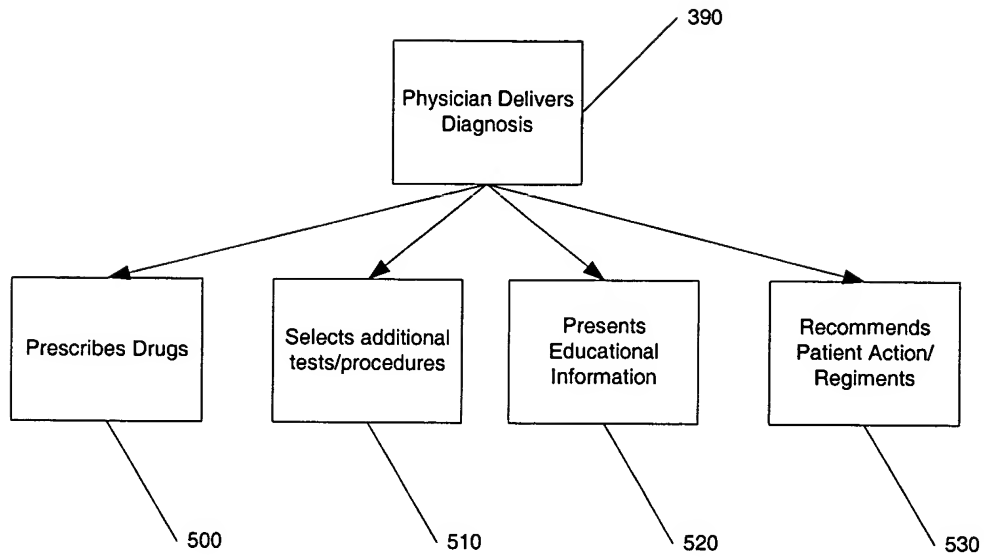 390
Physician Delivers
Diagnosis
Prescribes Drugs
Selects additional
tests/procedures
Presents
Educational
Information
Recommends
Patient Action/
Regiments
500
510
520
530